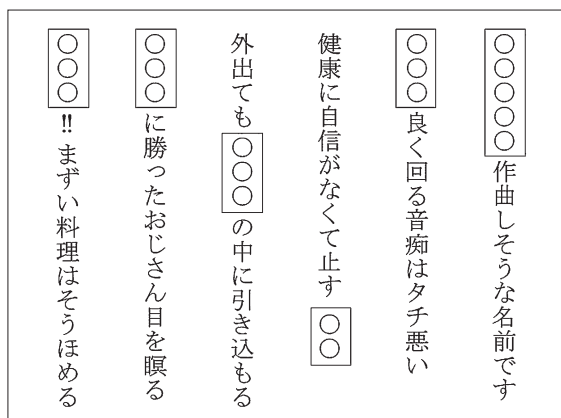 ○○○○○作曲しそうな名前です
○○○良く回る音痴はタチ悪い
健康に自信がなくて止す○○
外出ても○○○の中に引き込もる
○○○に勝ったおじさん目を瞑る
○○○!!まずい料理はそうほめる